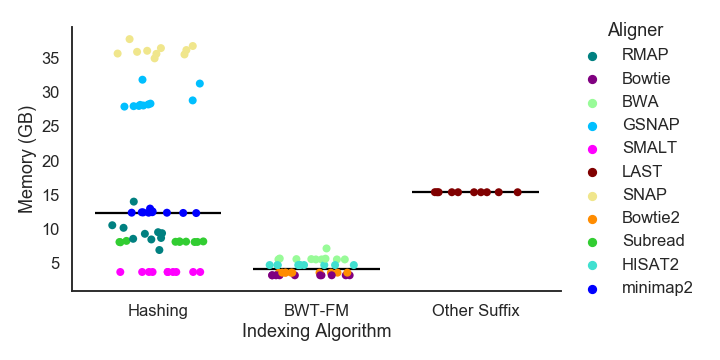 Memory (GB)
35
30
25
20
15
10
5
Hashing
BWT-FM
Other Suffix
Indexing Algorithm
Aligner
RMAP
Bowtie
BWA
GSNAP
SMALT
LAST
SNAP
Bowtie2
Subread
HISAT2
minimap2